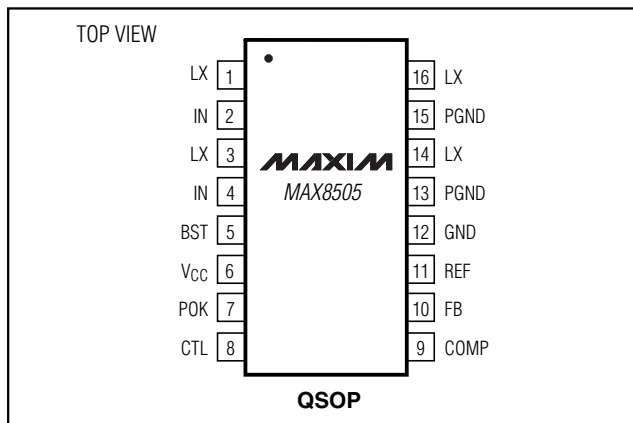 TOP VIEW
LX 1
IN 2
LX 3
IN 4
BST 5
VCC 6
POK 7
CTL 8
MAXIM
MAX8505
16 LX
15 PGND
14 LX
13 PGND
12 GND
11 REF
10 FB
9 COMP
QSOP